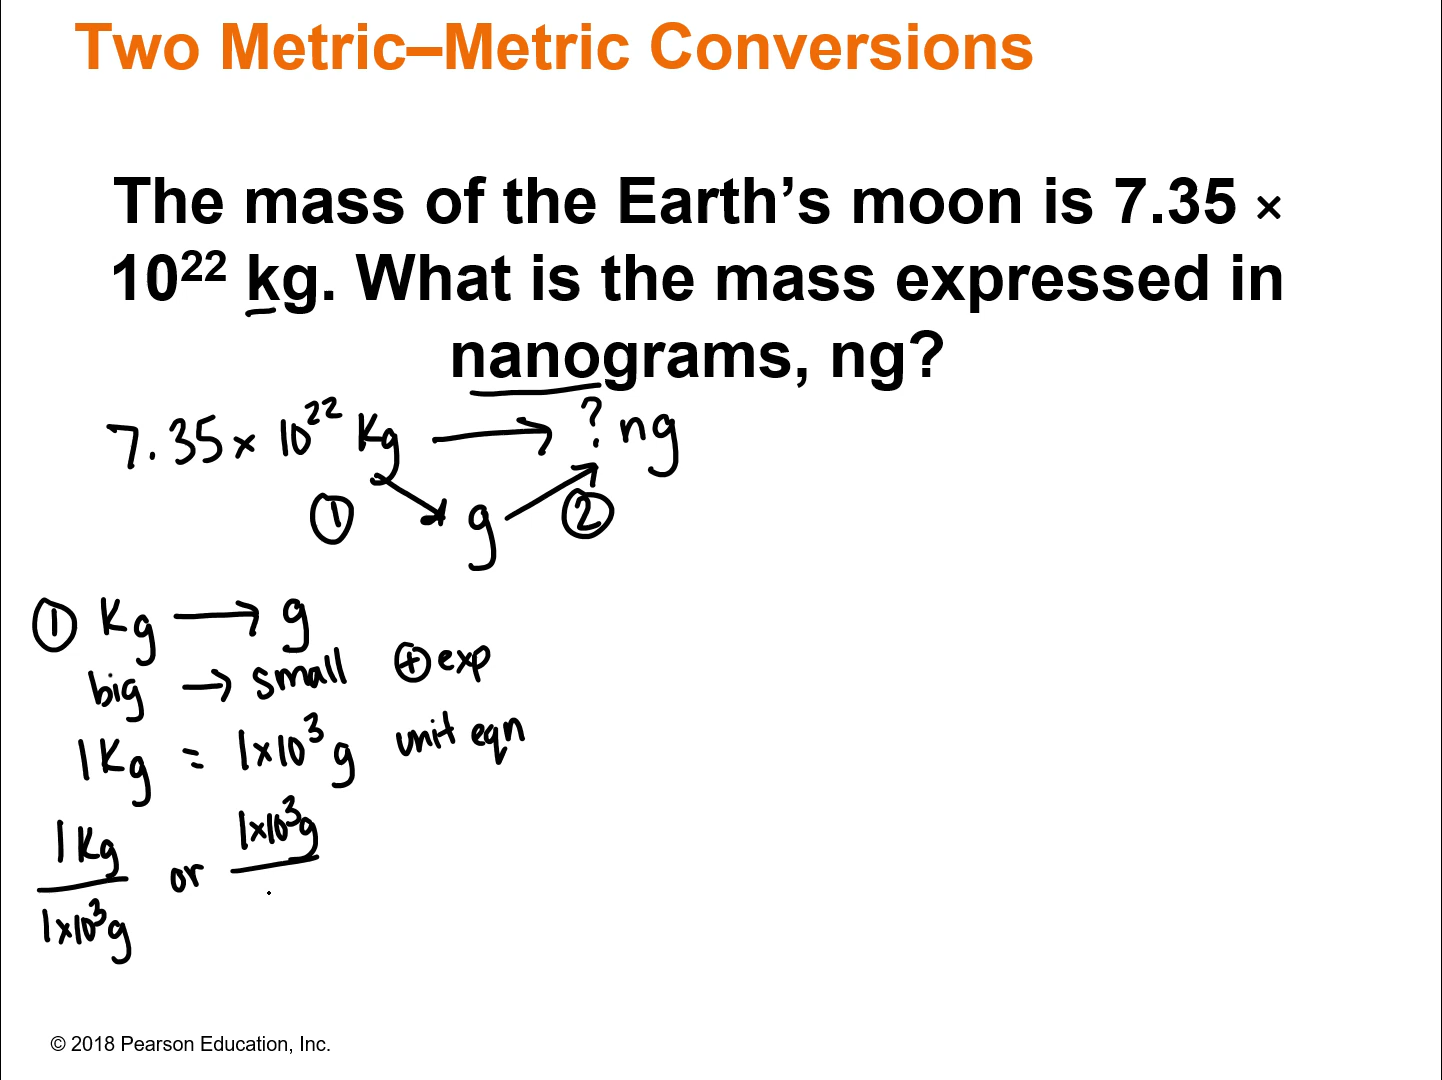 Two Metric–Metric Conversions
The mass of the Earth’s moon is 7.35 ×
10²² kg. What is the mass expressed in
nanograms, ng?
7.35 × 10²² kg → ? ng
① g ②
① kg → g
big → small ⊕ exp
1 kg = 1×10³ g unit eqn
1 kg / 1×10³ g or 1×10³ g /
© 2018 Pearson Education, Inc.